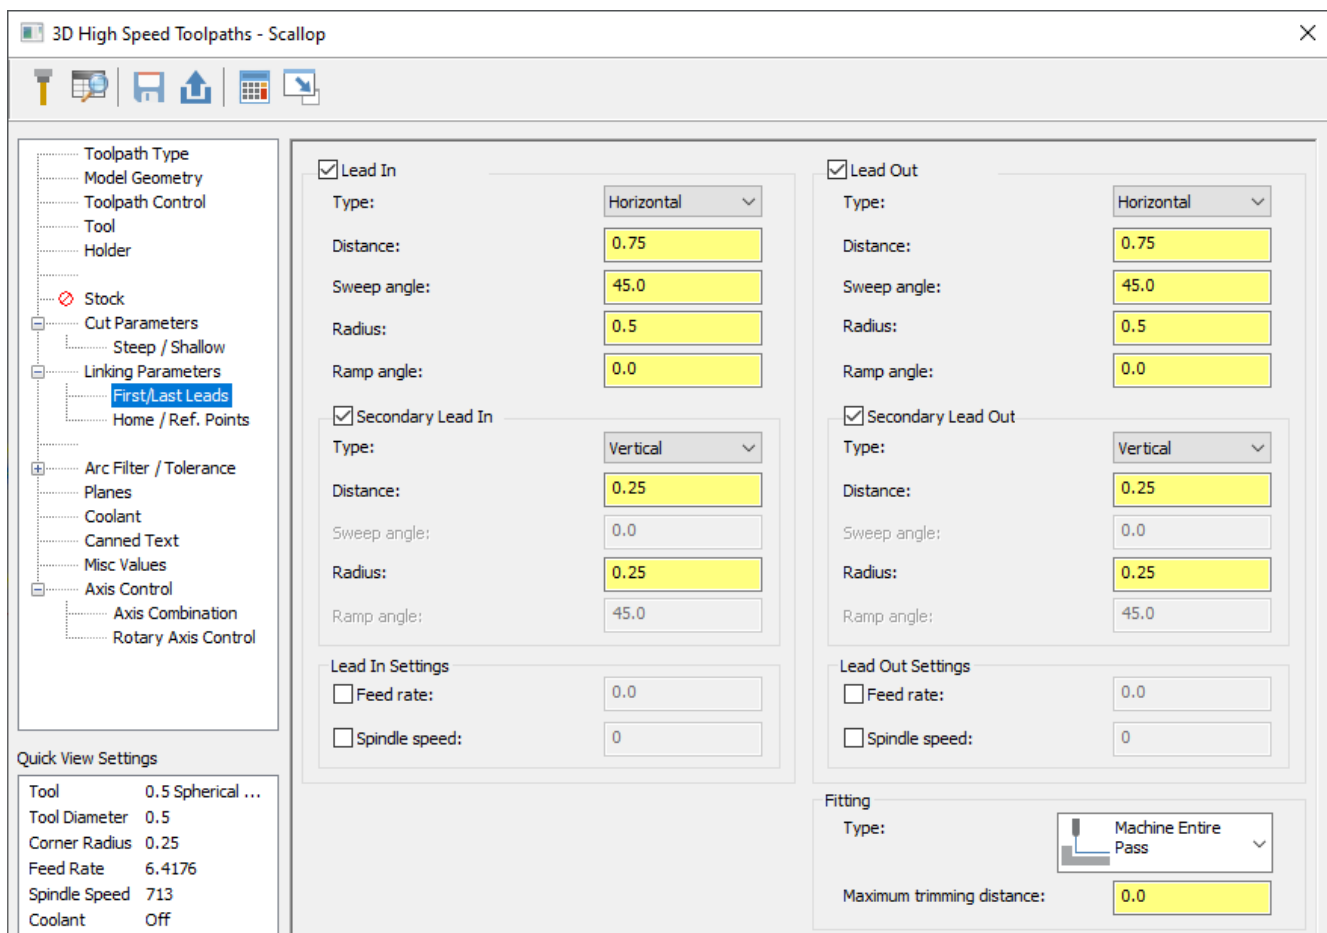 3D High Speed Toolpaths - Scallop
Toolpath Type
Model Geometry
Toolpath Control
Tool
Holder
Stock
Cut Parameters
Steep / Shallow
Linking Parameters
First/Last Leads
Home / Ref. Points
Arc Filter / Tolerance
Planes
Coolant
Canned Text
Misc Values
Axis Control
Axis Combination
Rotary Axis Control
Quick View Settings
Tool 0.5 Spherical ...
Tool Diameter 0.5
Corner Radius 0.25
Feed Rate 6.4176
Spindle Speed 713
Coolant Off
Lead In
Type: Horizontal
Distance: 0.75
Sweep angle: 45.0
Radius: 0.5
Ramp angle: 0.0
Secondary Lead In
Type: Vertical
Distance: 0.25
Sweep angle: 0.0
Radius: 0.25
Ramp angle: 45.0
Lead In Settings
Feed rate: 0.0
Spindle speed: 0
Lead Out
Type: Horizontal
Distance: 0.75
Sweep angle: 45.0
Radius: 0.5
Ramp angle: 0.0
Secondary Lead Out
Type: Vertical
Distance: 0.25
Sweep angle: 0.0
Radius: 0.25
Ramp angle: 45.0
Lead Out Settings
Feed rate: 0.0
Spindle speed: 0
Fitting
Type: Machine Entire
Pass
Maximum trimming distance: 0.0